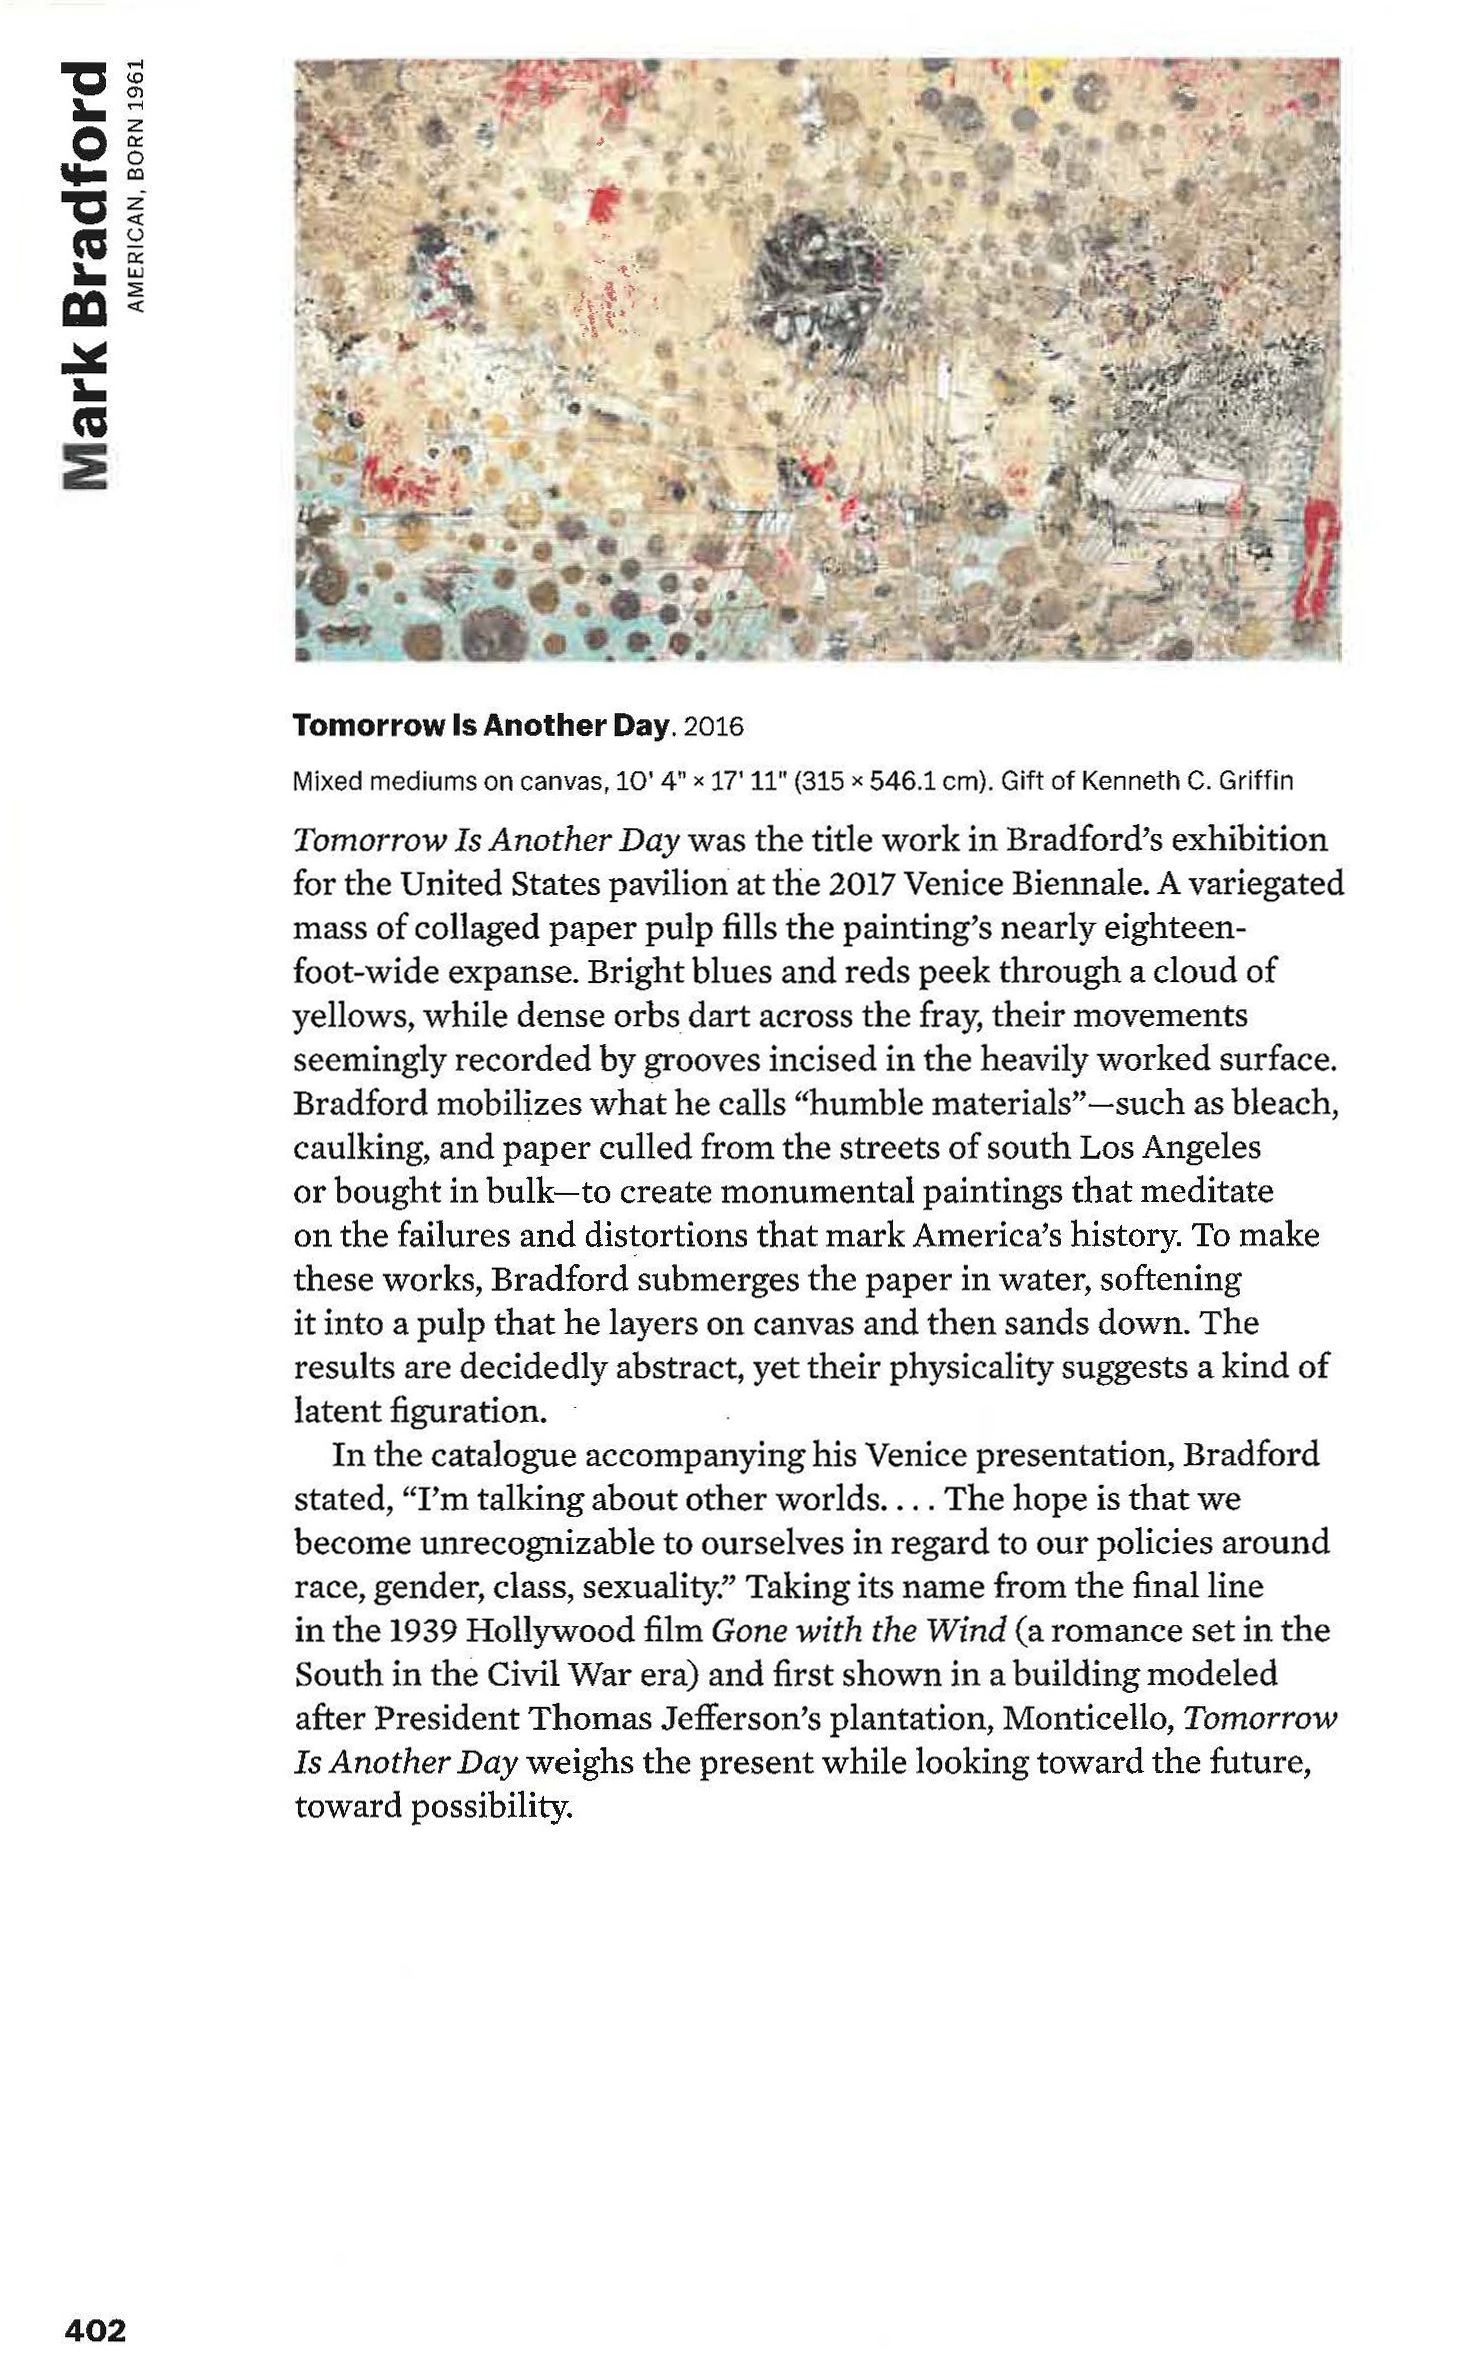 Mark Bradford
AMERICAN, BORN 1961
Tomorrow Is Another Day. 2016
Mixed mediums on canvas, 10' 4" × 17' 11" (315 × 546.1 cm). Gift of Kenneth C. Griffin
Tomorrow Is Another Day was the title work in Bradford’s exhibition
for the United States pavilion at the 2017 Venice Biennale. A variegated
mass of collaged paper pulp fills the painting’s nearly eighteen-
foot-wide expanse. Bright blues and reds peek through a cloud of
yellows, while dense orbs dart across the fray, their movements
seemingly recorded by grooves incised in the heavily worked surface.
Bradford mobilizes what he calls “humble materials”—such as bleach,
caulking, and paper culled from the streets of south Los Angeles
or bought in bulk—to create monumental paintings that meditate
on the failures and distortions that mark America’s history. To make
these works, Bradford submerges the paper in water, softening
it into a pulp that he layers on canvas and then sands down. The
results are decidedly abstract, yet their physicality suggests a kind of
latent figuration.
In the catalogue accompanying his Venice presentation, Bradford
stated, “I’m talking about other worlds. . . . The hope is that we
become unrecognizable to ourselves in regard to our policies around
race, gender, class, sexuality.” Taking its name from the final line
in the 1939 Hollywood film Gone with the Wind (a romance set in the
South in the Civil War era) and first shown in a building modeled
after President Thomas Jefferson’s plantation, Monticello, Tomorrow
Is Another Day weighs the present while looking toward the future,
toward possibility.
402